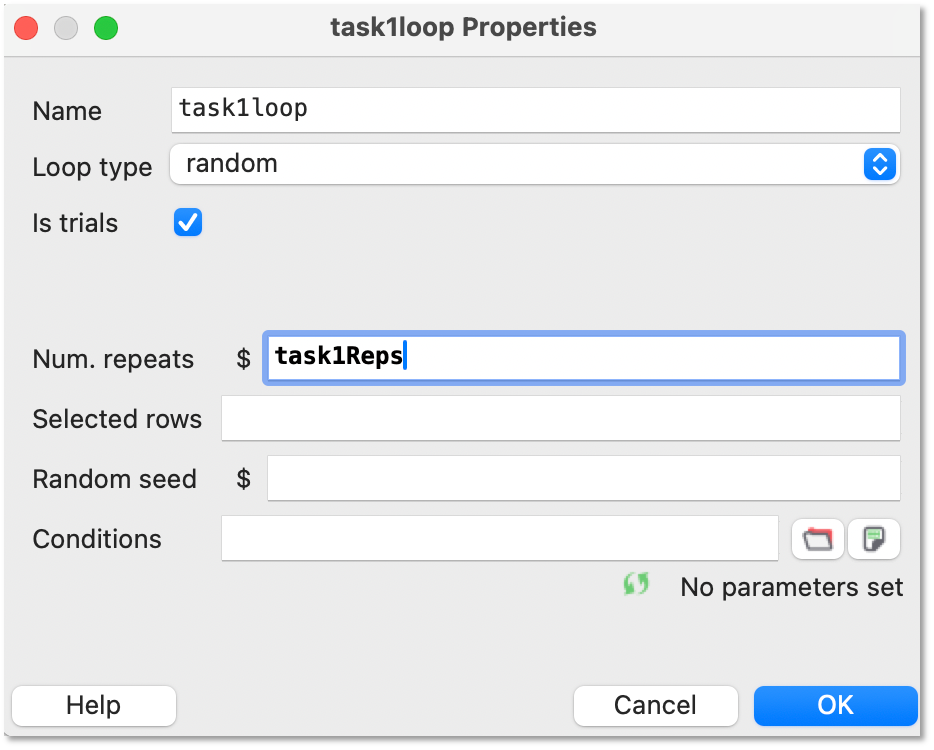 task1loop Properties
Name task1loop
Loop type random
Is trials
Num. repeats $ task1Reps
Selected rows
Random seed $
Conditions
No parameters set
Help Cancel OK